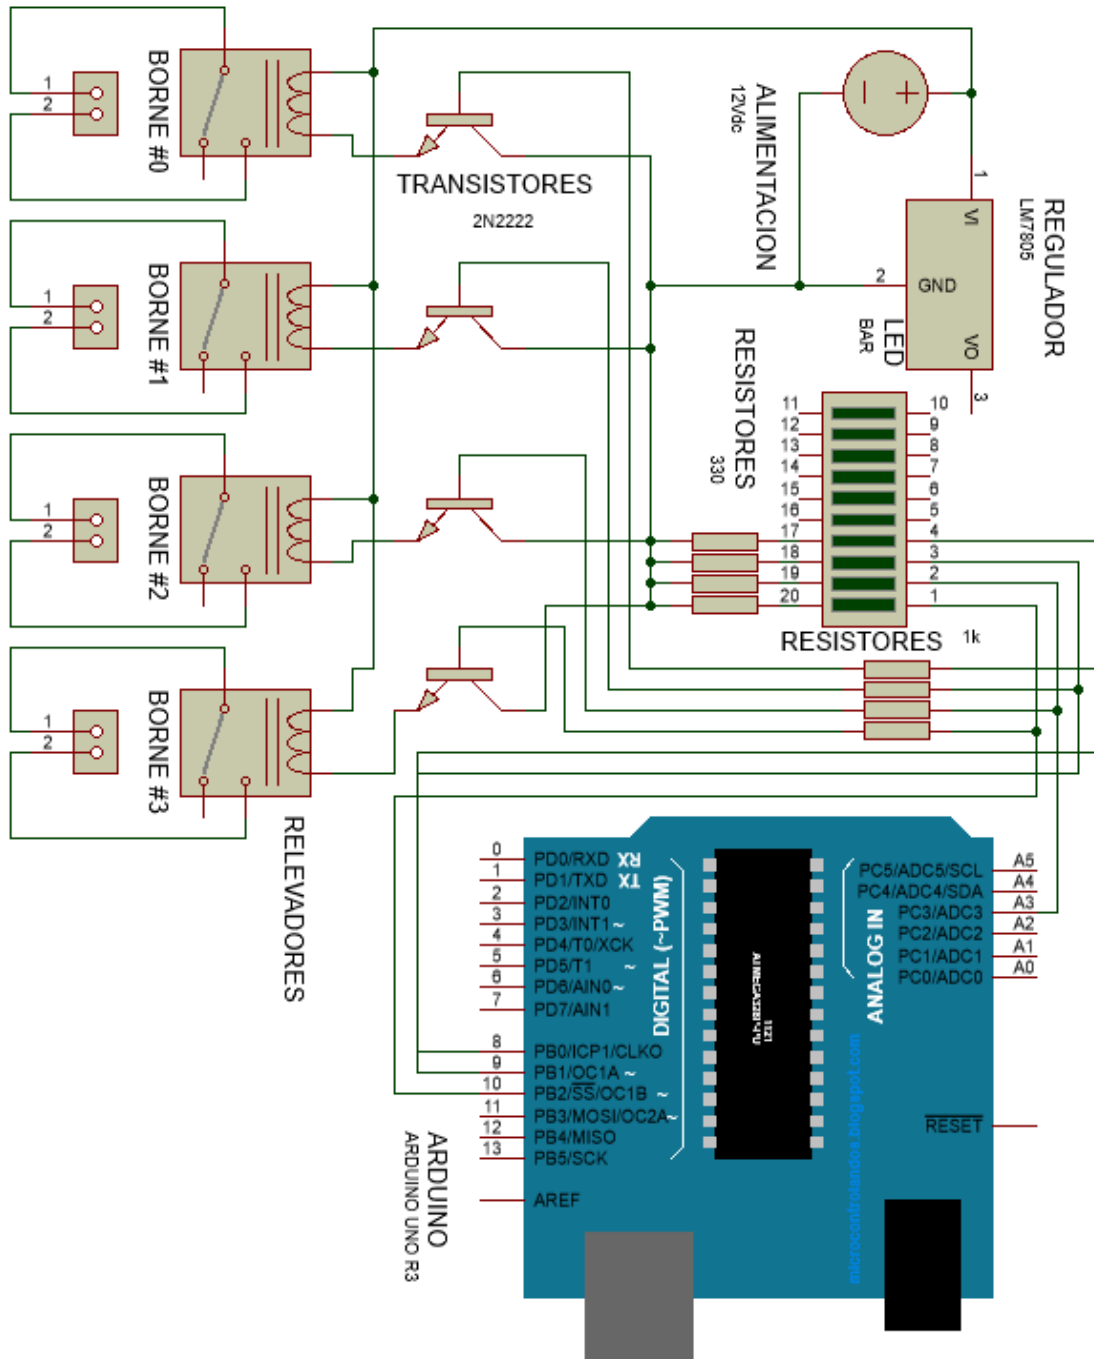 BORNE #0
1
2
BORNE #1
1
2
BORNE #2
1
2
BORNE #3
1
2
RELEVADORES
TRANSISTORES
2N2222
ALIMENTACION
12Vdc
REGULADOR
LM7805
1
VI
2
GND
VO
3
LED
BAR
RESISTORES
330
11
12
13
14
15
16
17
18
19
20
10
9
8
7
6
5
4
3
2
1
RESISTORES 1k
0 PD0/RXD RX
1 PD1/TXD TX
2 PD2/INT0
3 PD3/INT1 ~
4 PD4/T0/XCK
5 PD5/T1 ~
6 PD6/AIN0 ~
7 PD7/AIN1
8 PB0/ICP1/CLKO
9 PB1/OC1A ~
10 PB2/SS/OC1B ~
11 PB3/MOSI/OC2A ~
12 PB4/MISO
13 PB5/SCK
AREF
DIGITAL (~PWM)
ATMEGA328P-PU
1121
ANALOG IN
PC5/ADC5/SCL A5
PC4/ADC4/SDA A4
PC3/ADC3 A3
PC2/ADC2 A2
PC1/ADC1 A1
PC0/ADC0 A0
RESET
microcontrolandos.blogspot.com
ARDUINO
ARDUINO UNO R3